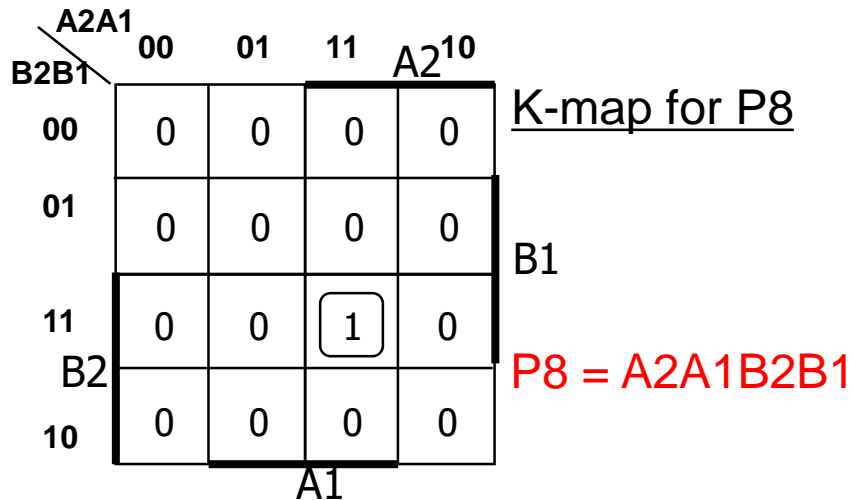 A2A1
B2B1
00 01 11 10
A2
K-map for P8
00 0 0 0 0
01 0 0 0 0
B1
11 0 0 1 0
B2
P8 = A2A1B2B1
10 0 0 0 0
A1